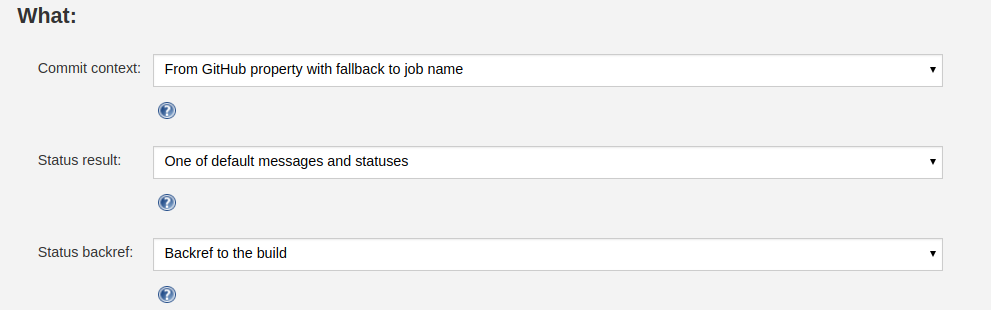 What:
Commit context: From GitHub property with fallback to job name
?
Status result: One of default messages and statuses
?
Status backref: Backref to the build
?